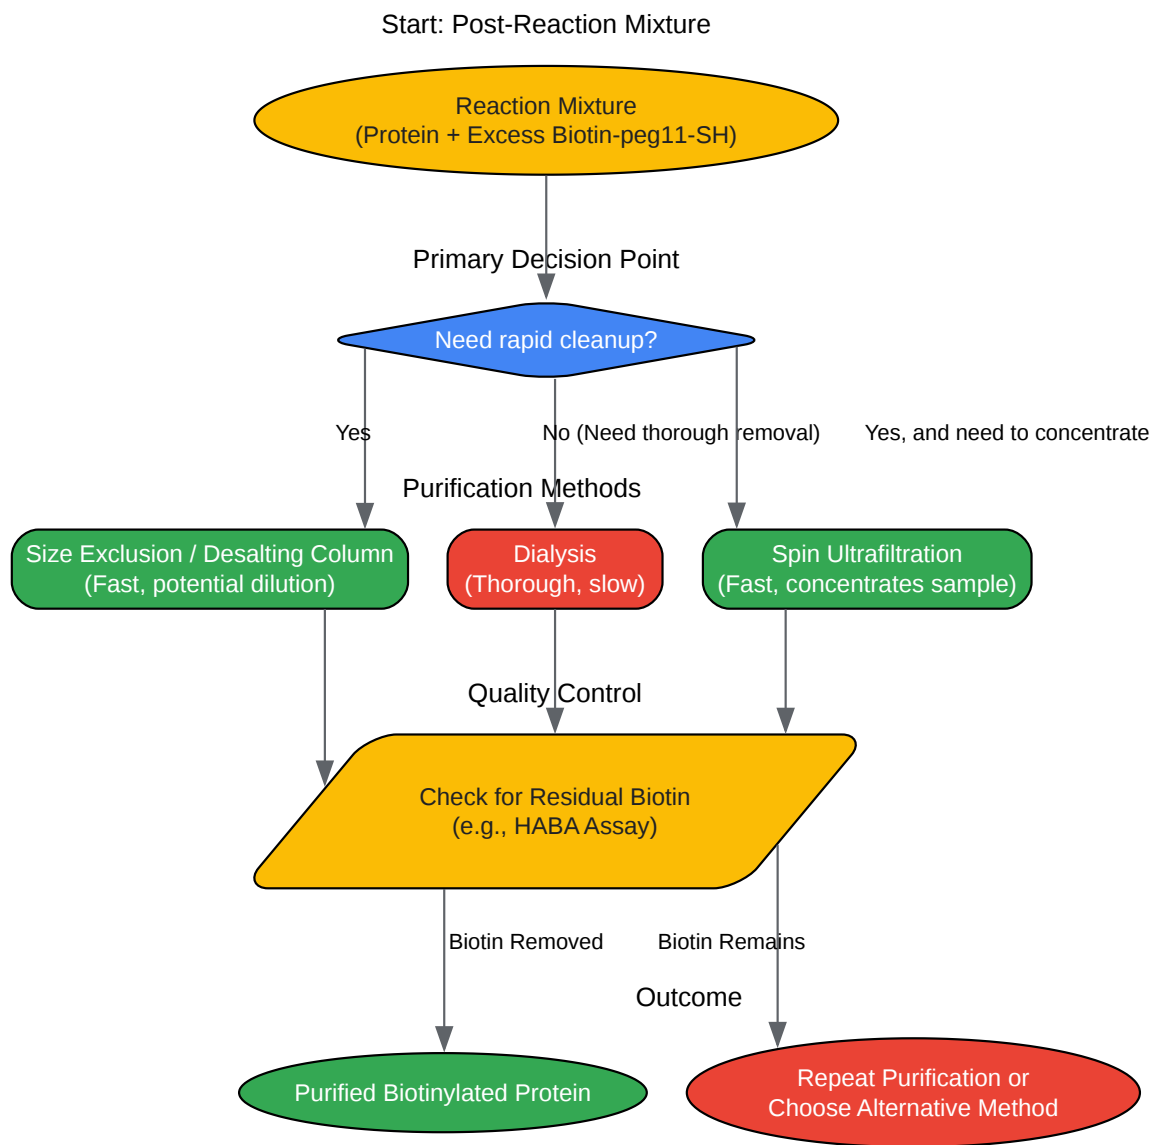 Start: Post-Reaction Mixture
Reaction Mixture
(Protein + Excess Biotin-peg11-SH)
Primary Decision Point
Need rapid cleanup?
Yes
No (Need thorough removal)
Yes, and need to concentrate
Purification Methods
Size Exclusion / Desalting Column
(Fast, potential dilution)
Dialysis
(Thorough, slow)
Spin Ultrafiltration
(Fast, concentrates sample)
Quality Control
Check for Residual Biotin
(e.g., HABA Assay)
Biotin Removed
Biotin Remains
Outcome
Purified Biotinylated Protein
Repeat Purification or
Choose Alternative Method